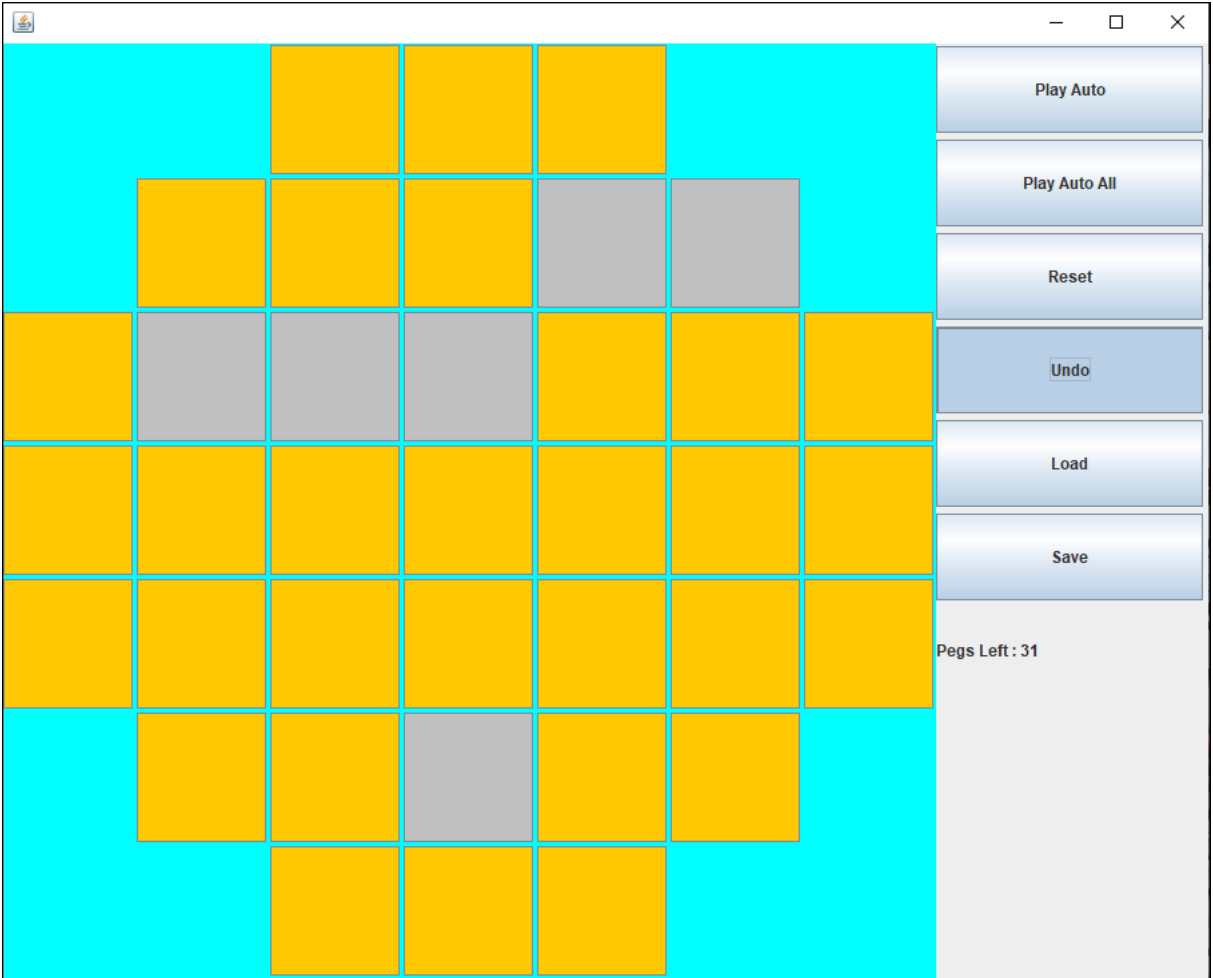 Play Auto
Play Auto All
Reset
Undo
Load
Save
Pegs Left : 31